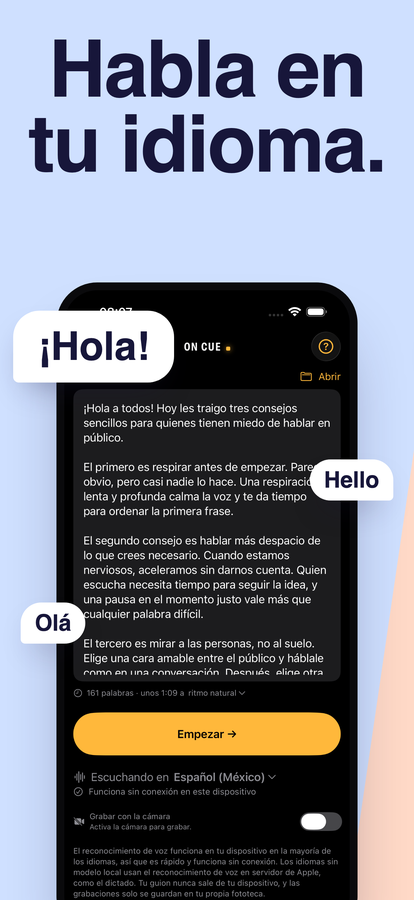 Habla en
tu idioma.
¡Hola!
ON CUE
?
Abrir
¡Hola a todos! Hoy les traigo tres consejos
sencillos para quienes tienen miedo de hablar en
público.
El primero es respirar antes de empezar.
obvio, pero casi nadie lo hace. Una
lenta y profunda calma la voz y te da tiempo
para ordenar la primera frase.
Hello
El segundo consejo es hablar más despacio de
lo que crees necesario. Cuando estamos
nerviosos, aceleramos sin darnos cuenta. Quien
escucha necesita tiempo para seguir la idea, y
una pausa en el momento justo vale más que
cualquier palabra difícil.
Olá
El tercero es mirar a las personas, no al suelo.
Elige una cara amable entre el público y háblale
como en una conversación. Después, elige otra
161 palabras · unos 1:09 a ritmo natural
Empezar →
Escuchando en Español (México)
Funciona sin conexión en este dispositivo
Grabar con la cámara
Activa la cámara para grabar.
El reconocimiento de voz funciona en tu dispositivo en la mayoría de
los idiomas, así que es rápido y funciona sin conexión. Los idiomas sin
modelo local usan el reconocimiento de voz en servidor de Apple,
como el dictado. Tu guion nunca sale de tu dispositivo, y las
grabaciones solo se guardan en tu propia fototeca.